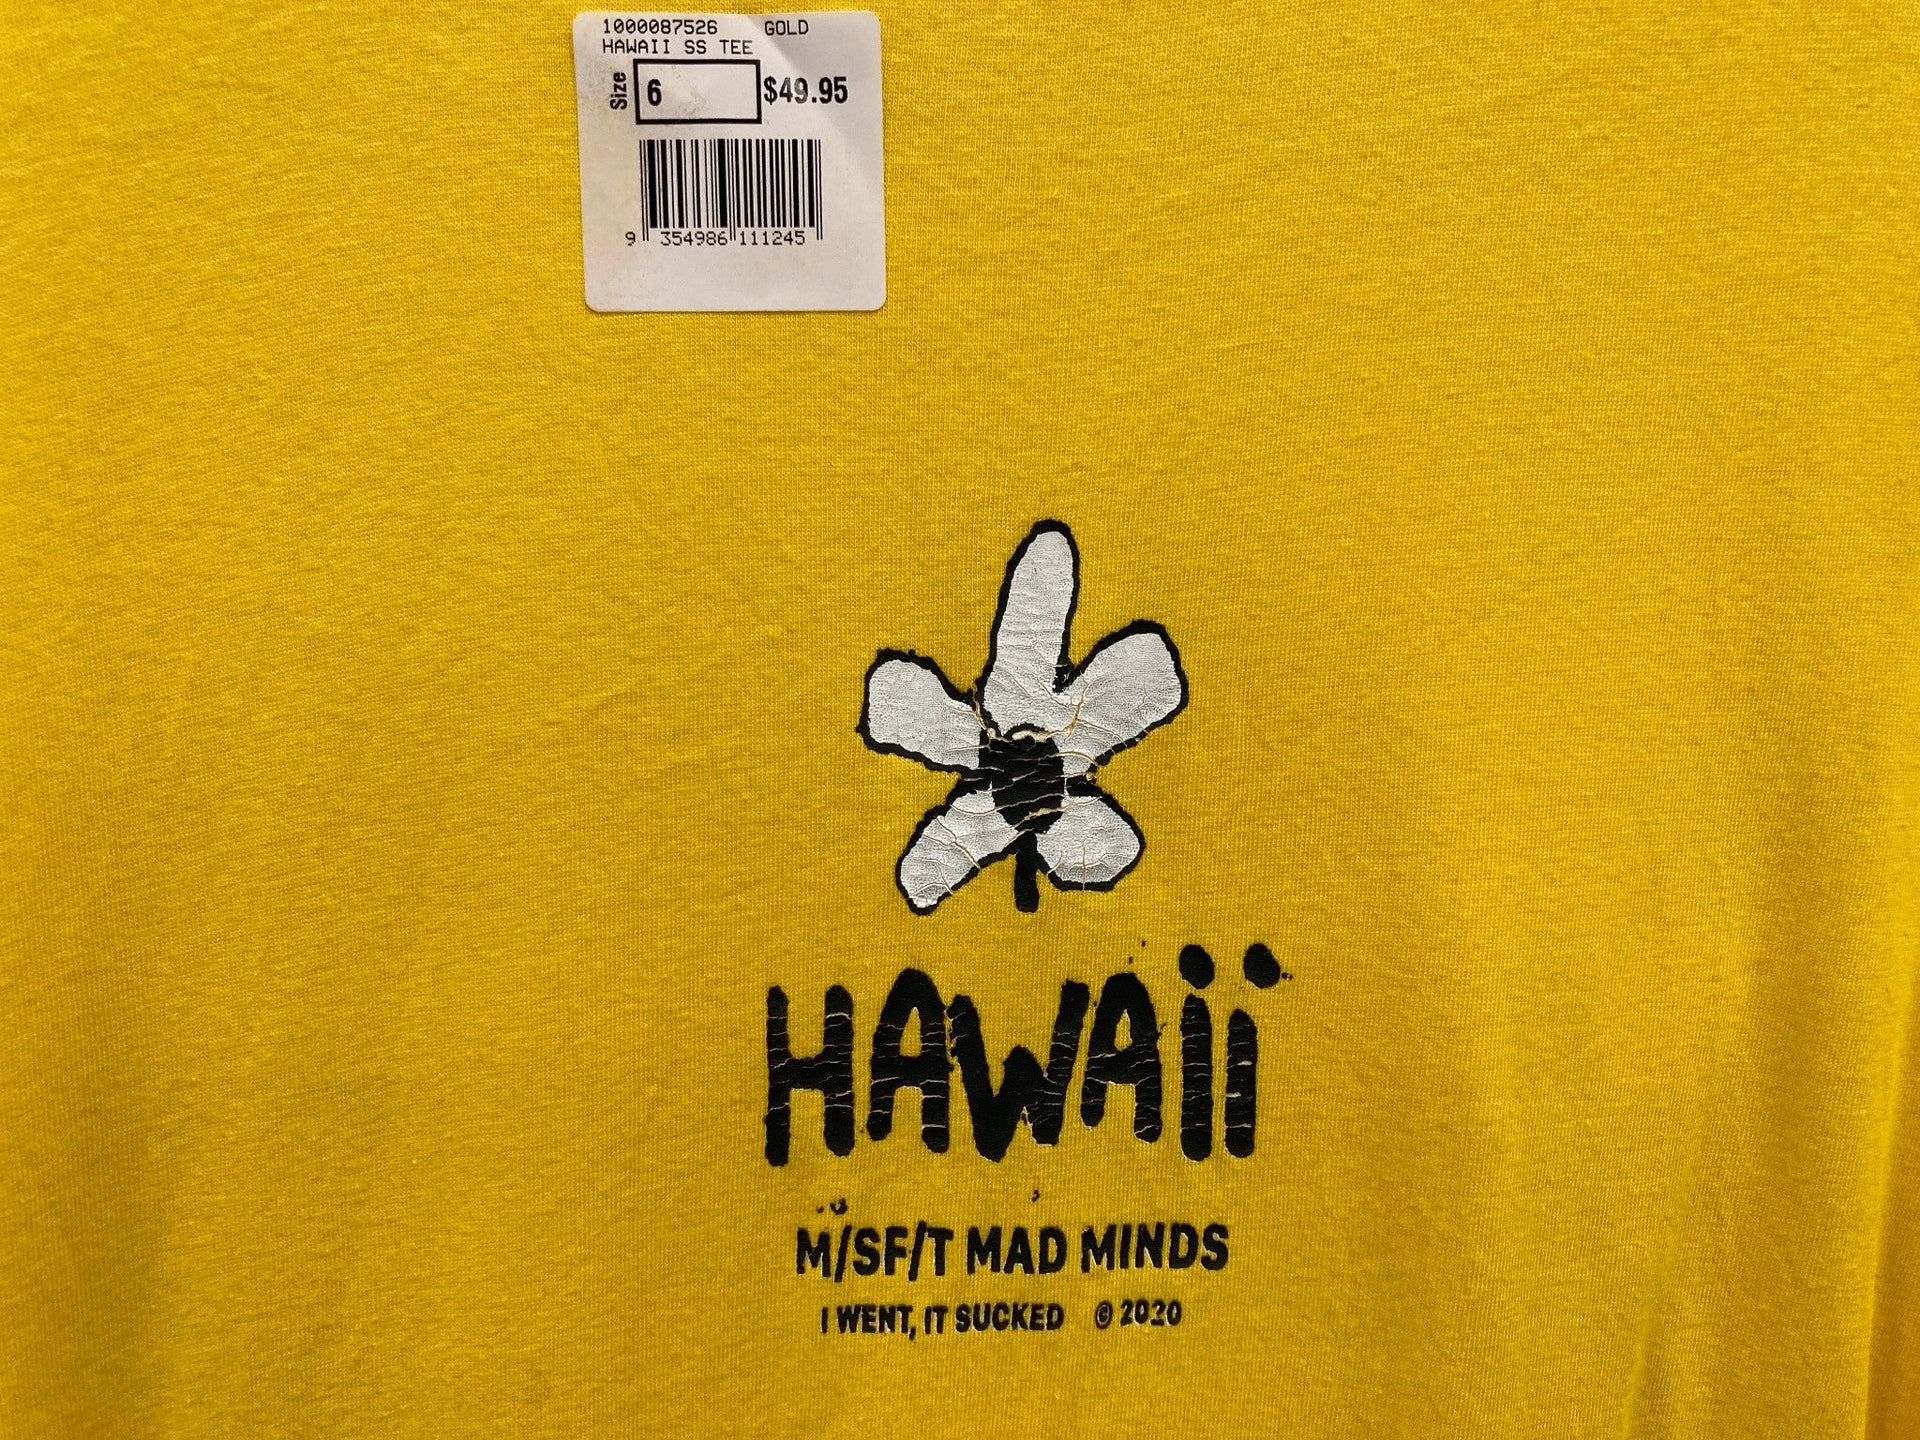 1000087526 GOLD
HAWAII SS TEE
Size 6 $49.95
9 354986 111245
HAWAii
M/SF/T MAD MINDS
I WENT, IT SUCKED © 2020